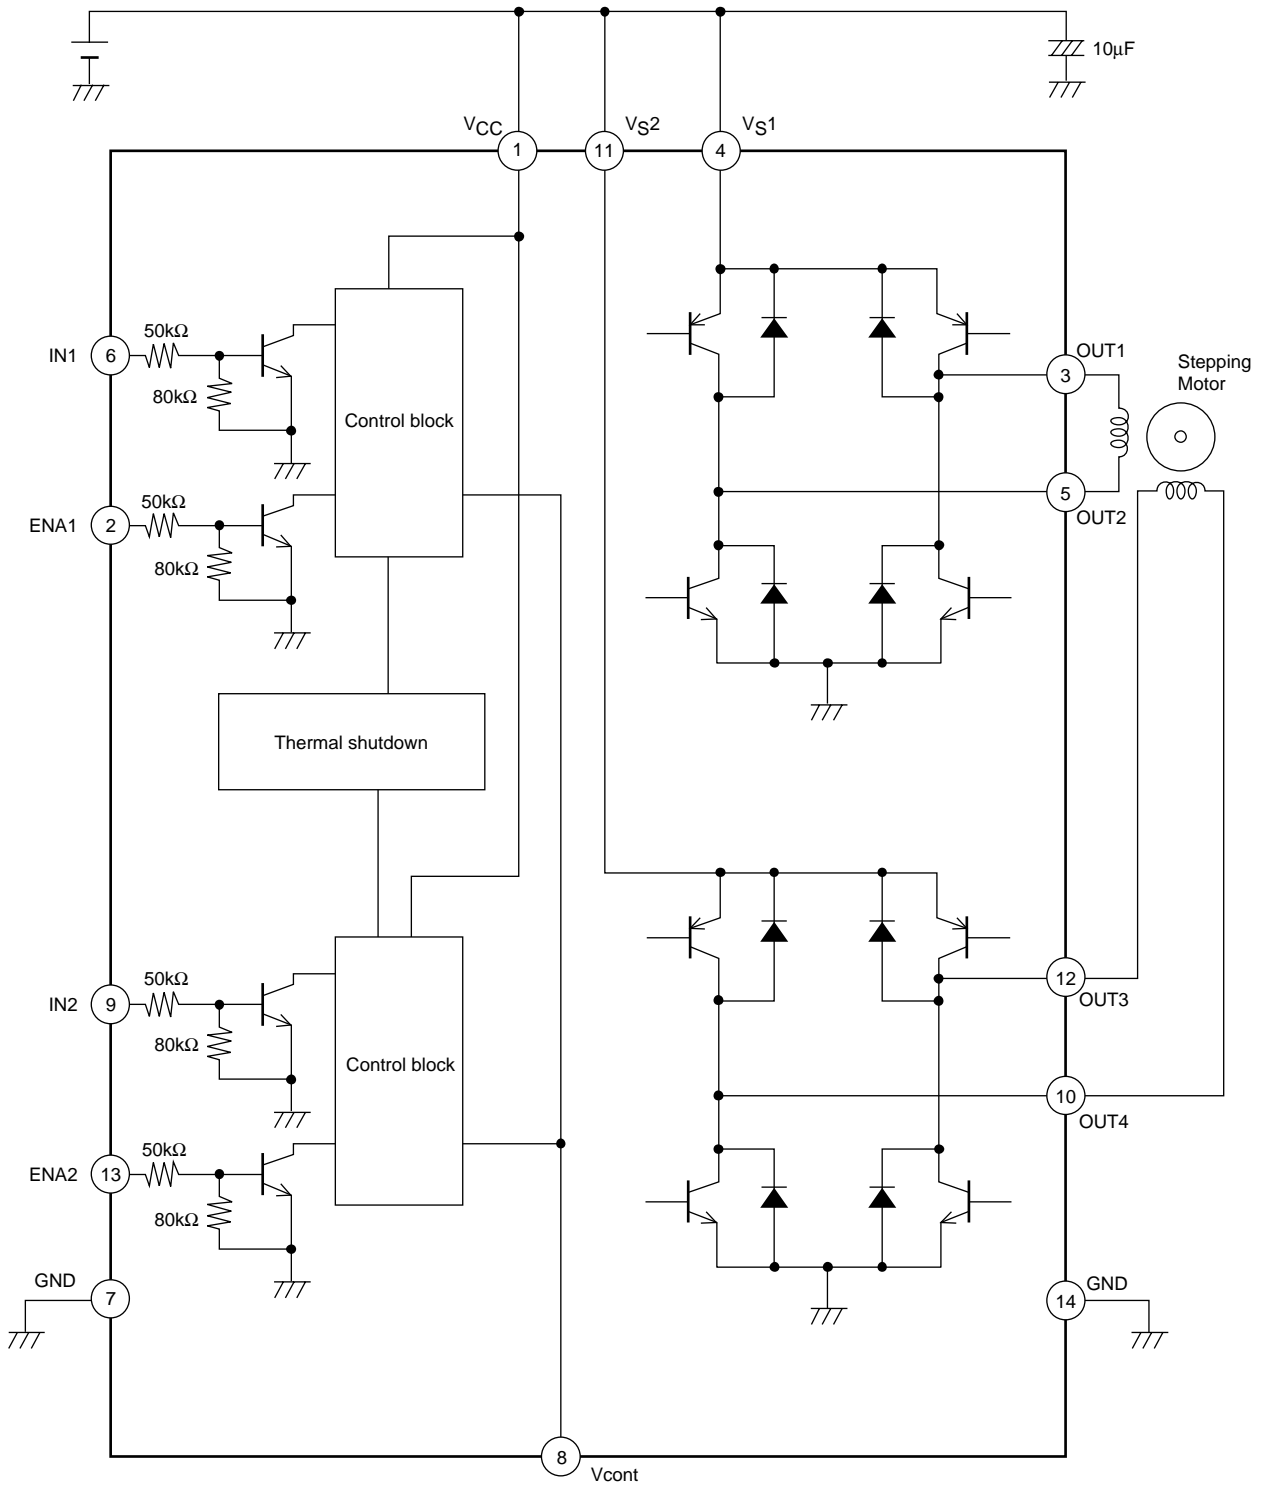 10μF
VCC
VS2
VS1
1
11
4
50kΩ
IN1
6
80kΩ
Control block
OUT1
3
Stepping
Motor
50kΩ
ENA1
2
80kΩ
5
OUT2
Thermal shutdown
50kΩ
IN2
9
80kΩ
Control block
12
OUT3
10
OUT4
50kΩ
ENA2
13
80kΩ
GND
7
GND
14
8
Vcont